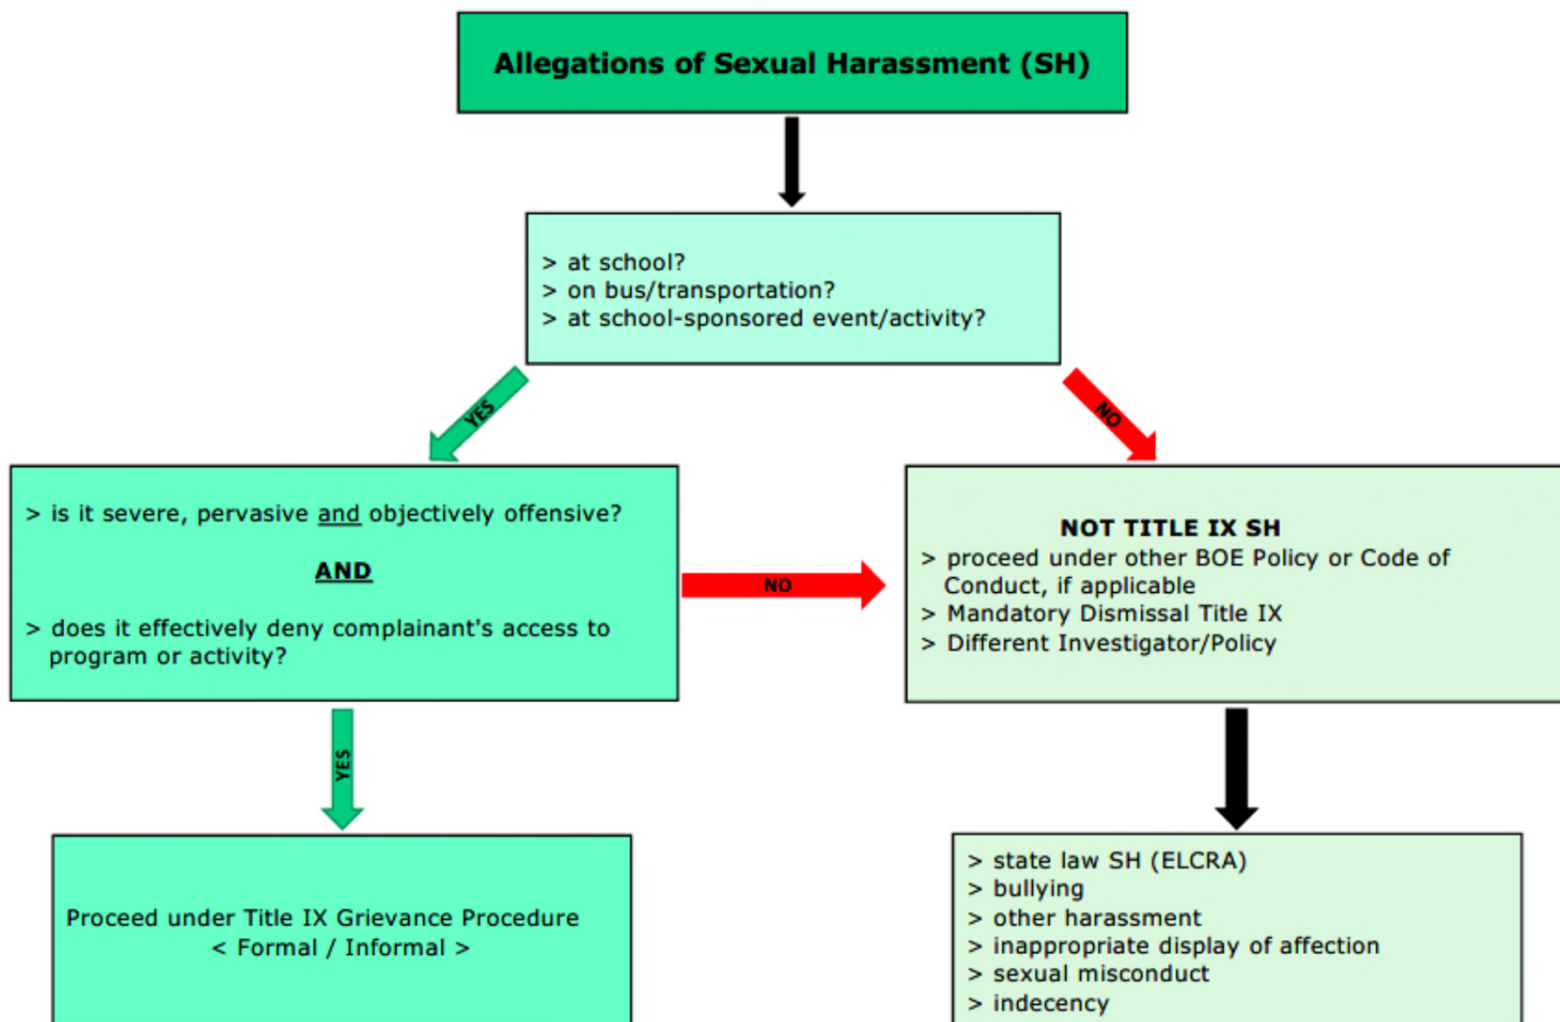 Allegations of Sexual Harassment (SH)
> at school?
> on bus/transportation?
> at school-sponsored event/activity?
YES
NO
> is it severe, pervasive and objectively offensive?
AND
> does it effectively deny complainant's access to
program or activity?
NO
NOT TITLE IX SH
> proceed under other BOE Policy or Code of
Conduct, if applicable
> Mandatory Dismissal Title IX
> Different Investigator/Policy
YES
Proceed under Title IX Grievance Procedure
< Formal / Informal >
> state law SH (ELCRA)
> bullying
> other harassment
> inappropriate display of affection
> sexual misconduct
> indecency